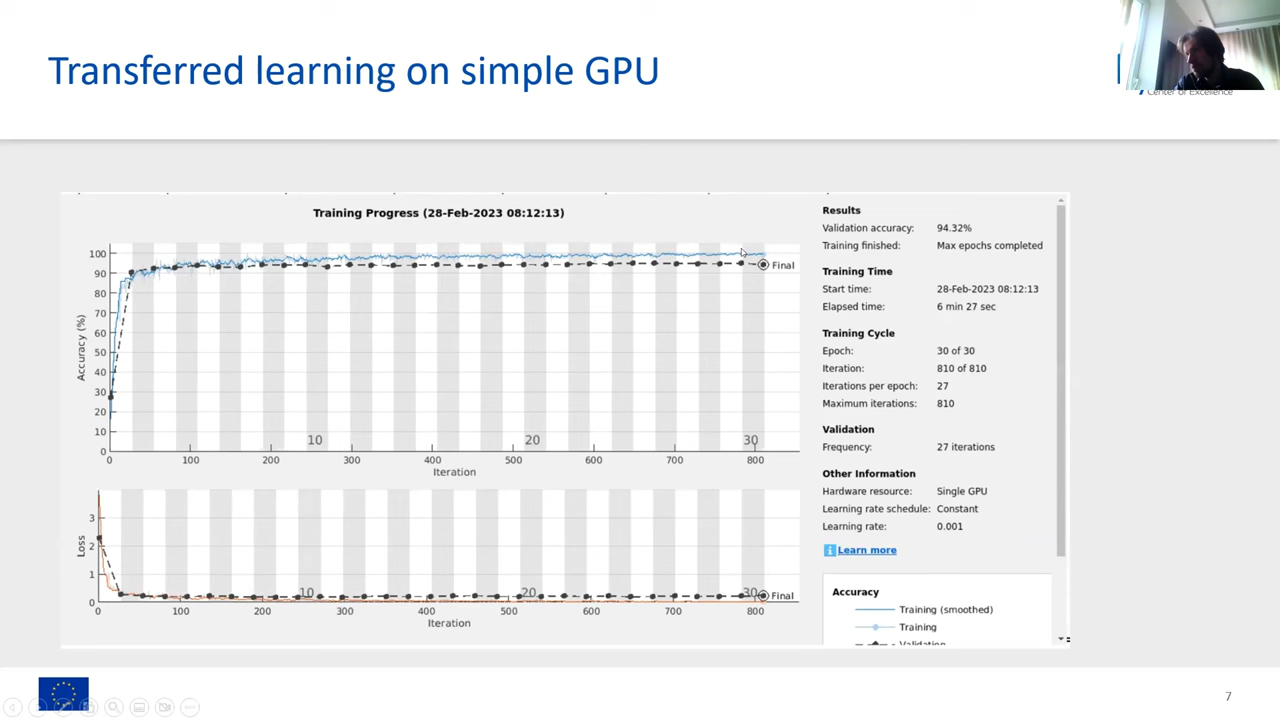 Transferred learning on simple GPU
Center of Excellence
Training Progress (28-Feb-2023 08:12:13)
100
90
80
70
60
50
40
30
20
10
0
Accuracy (%)
10 20 30
0 100 200 300 400 500 600 700 800
Iteration
Final
3
2
1
0
Loss
10 20 30
0 100 200 300 400 500 600 700 800
Iteration
Final
Results
Validation accuracy: 94.32%
Training finished: Max epochs completed
Training Time
Start time: 28-Feb-2023 08:12:13
Elapsed time: 6 min 27 sec
Training Cycle
Epoch: 30 of 30
Iteration: 810 of 810
Iterations per epoch: 27
Maximum iterations: 810
Validation
Frequency: 27 iterations
Other Information
Hardware resource: Single GPU
Learning rate schedule: Constant
Learning rate: 0.001
i Learn more
Accuracy
Training (smoothed)
Training
Validation
7